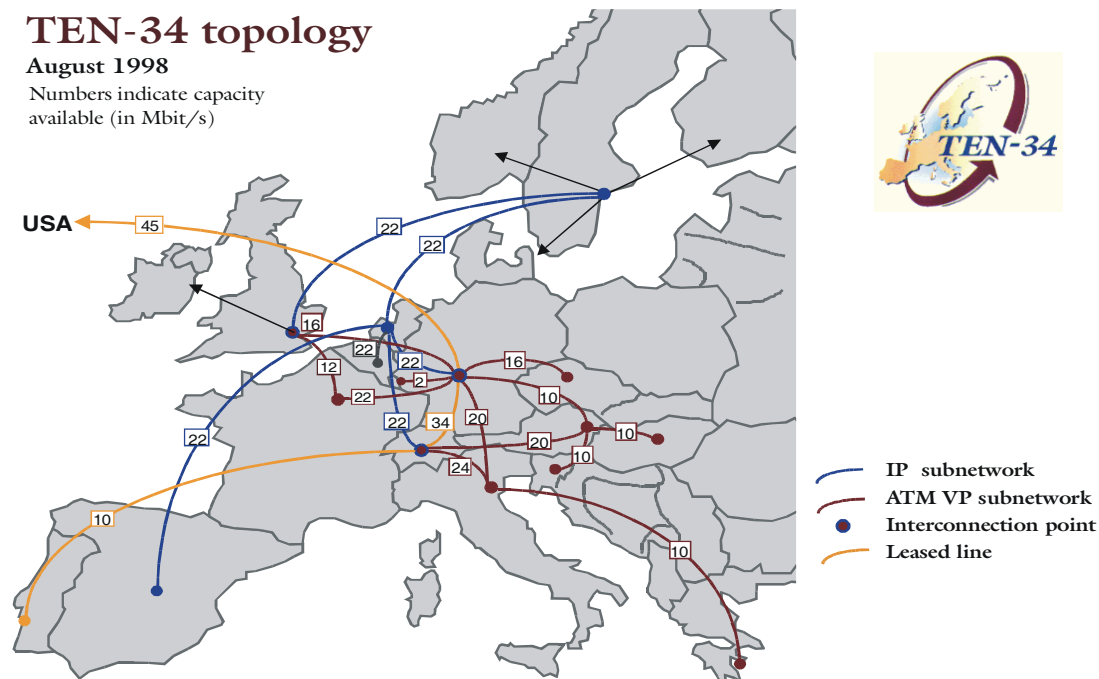 TEN-34 topology
August 1998
Numbers indicate capacity
available (in Mbit/s)
TEN-34
USA
45
22
22
16
22
12
22
16
2
22
10
22
34
20
22
20
10
10
24
10
10
IP subnetwork
ATM VP subnetwork
Interconnection point
Leased line